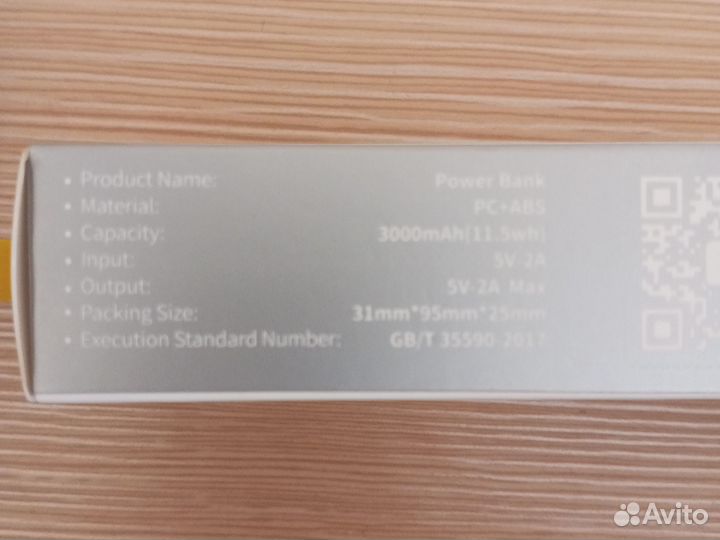 • Product Name: Power Bank
• Material: PC+ABS
• Capacity: 3000mAh(11.5wh)
• Input: 5V-2A
• Output: 5V-2A Max
• Packing Size: 31mm*95mm*25mm
• Execution Standard Number: GB/T 35590-2017
Avito